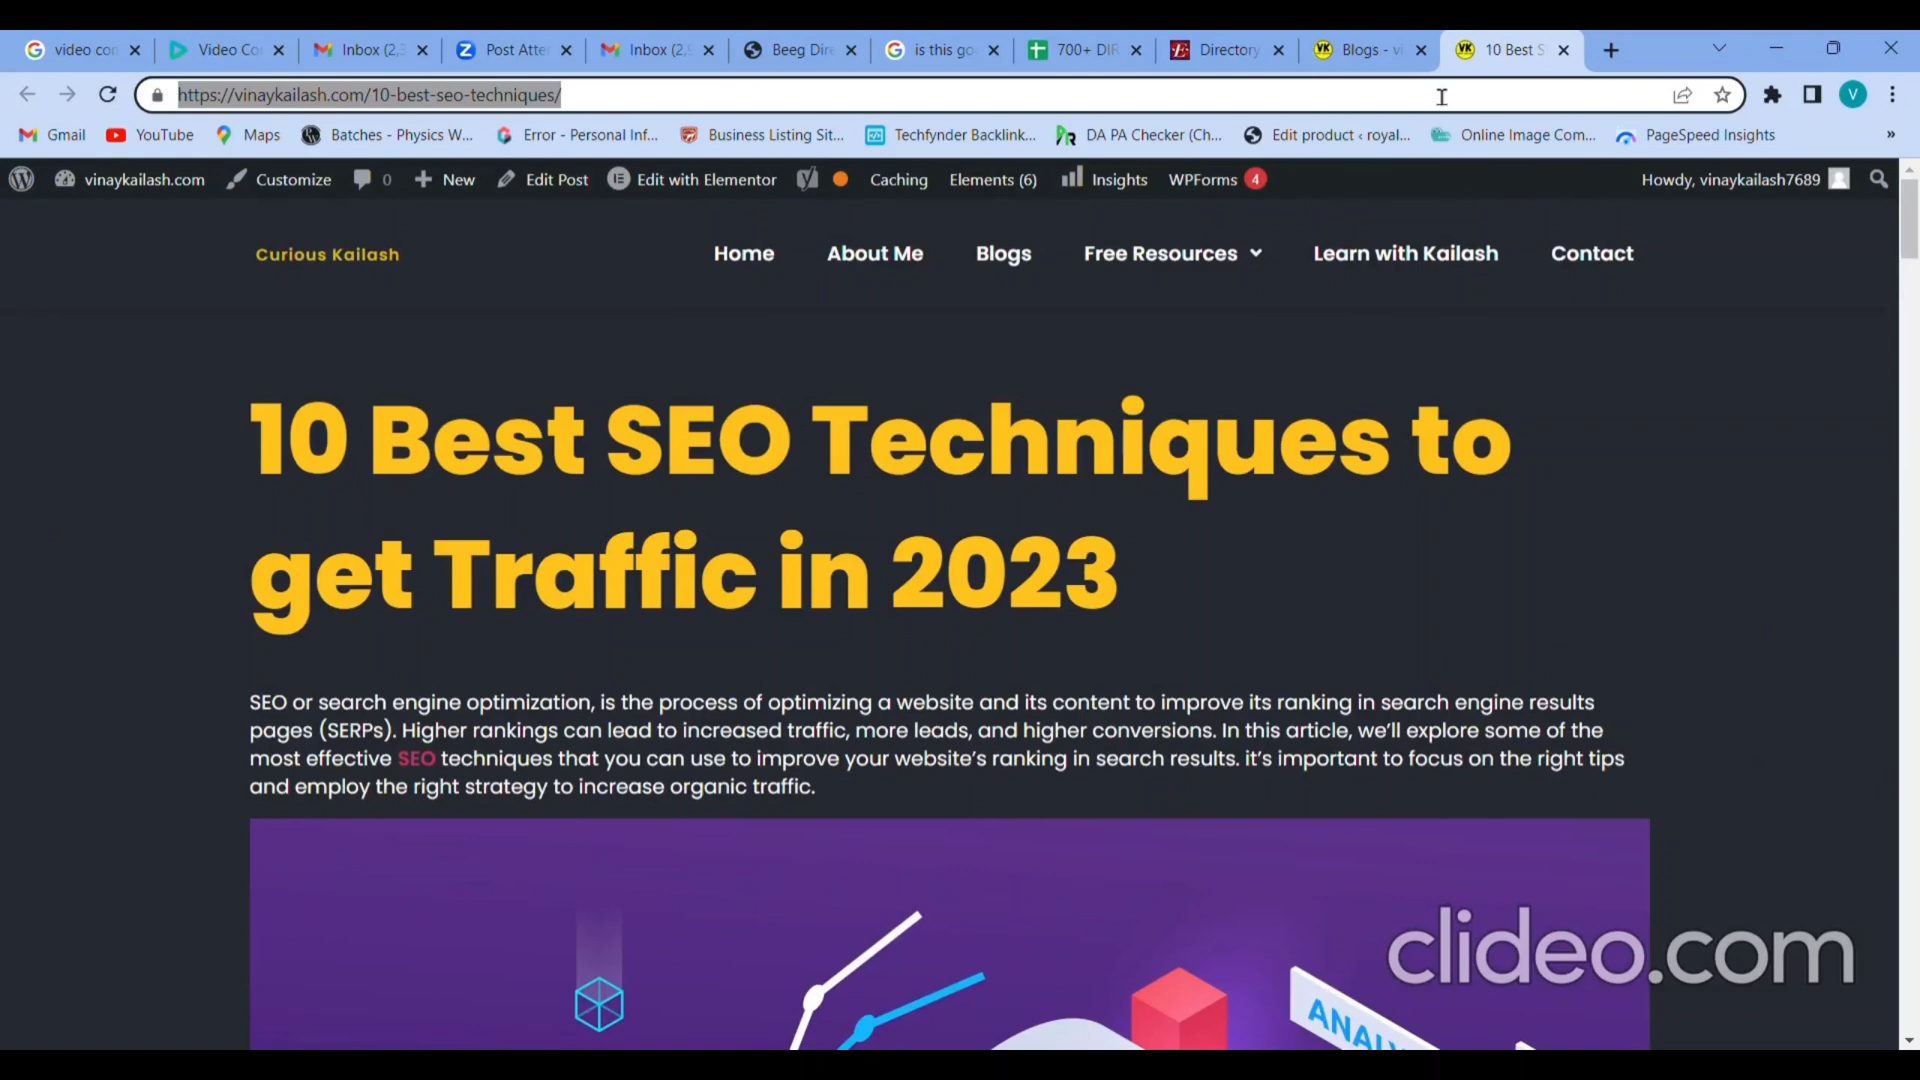 video con
Video Co
Inbox (2,3
Post Atte
Inbox (2,9
Beeg Dire
is this go
700+ DIR
Directory
Blogs - vi
10 Best S
https://vinaykailash.com/10-best-seo-techniques/
V
Gmail
YouTube
Maps
Batches - Physics W...
Error - Personal Inf...
Business Listing Sit...
Techfynder Backlink...
DA PA Checker (Ch...
Edit product ‹ royal...
Online Image Com...
PageSpeed Insights
»
vinaykailash.com
Customize
0
New
Edit Post
Edit with Elementor
Caching
Elements (6)
Insights
WPForms 4
Howdy, vinaykailash7689
Curious Kailash
Home
About Me
Blogs
Free Resources
Learn with Kailash
Contact
10 Best SEO Techniques to
get Traffic in 2023
SEO or search engine optimization, is the process of optimizing a website and its content to improve its ranking in search engine results
pages (SERPs). Higher rankings can lead to increased traffic, more leads, and higher conversions. In this article, we’ll explore some of the
most effective SEO techniques that you can use to improve your website’s ranking in search results. it’s important to focus on the right tips
and employ the right strategy to increase organic traffic.
clideo.com